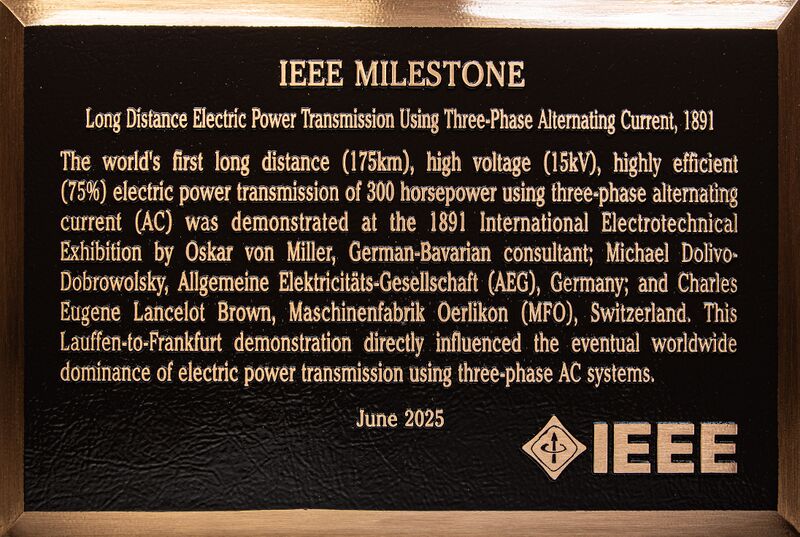 IEEE MILESTONE
Long Distance Electric Power Transmission Using Three-Phase Alternating Current, 1891
The world's first long distance (175km), high voltage (15kV), highly efficient
(75%) electric power transmission of 300 horsepower using three-phase alternating
current (AC) was demonstrated at the 1891 International Electrotechnical
Exhibition by Oskar von Miller, German-Bavarian consultant; Michael Dolivo-
Dobrowolsky, Allgemeine Elektricitäts-Gesellschaft (AEG), Germany; and Charles
Eugene Lancelot Brown, Maschinenfabrik Oerlikon (MFO), Switzerland. This
Lauffen-to-Frankfurt demonstration directly influenced the eventual worldwide
dominance of electric power transmission using three-phase AC systems.
June 2025
IEEE